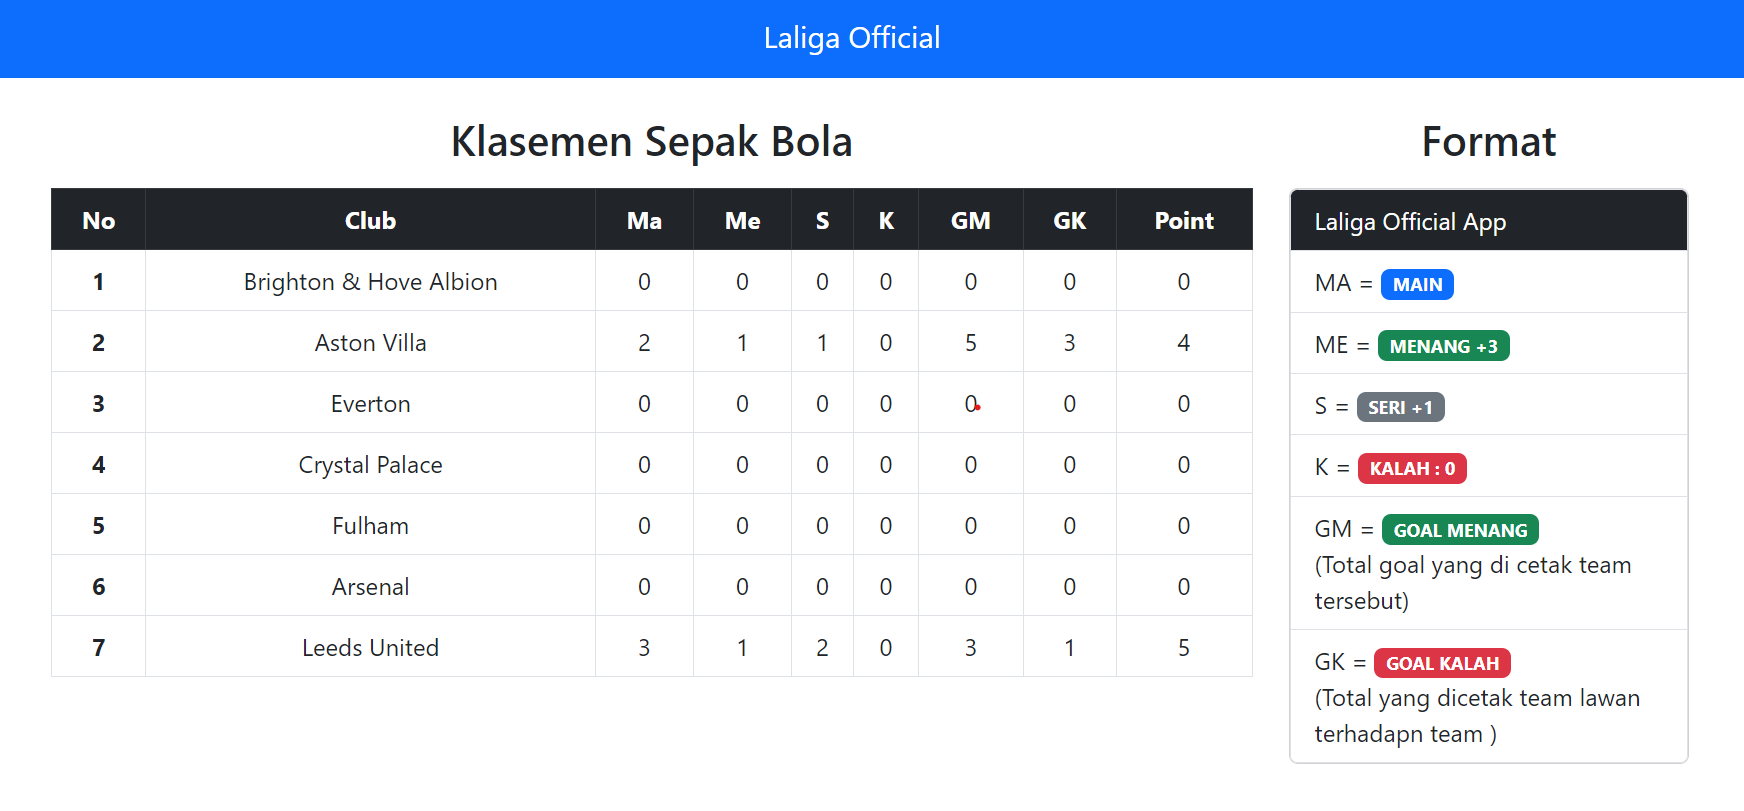 Laliga Official
Klasemen Sepak Bola
No Club Ma Me S K GM GK Point
1 Brighton & Hove Albion 0 0 0 0 0 0 0
2 Aston Villa 2 1 1 0 5 3 4
3 Everton 0 0 0 0 0 0 0
4 Crystal Palace 0 0 0 0 0 0 0
5 Fulham 0 0 0 0 0 0 0
6 Arsenal 0 0 0 0 0 0 0
7 Leeds United 3 1 2 0 3 1 5
Format
Laliga Official App
MA = MAIN
ME = MENANG +3
S = SERI +1
K = KALAH : 0
GM = GOAL MENANG
(Total goal yang di cetak team
tersebut)
GK = GOAL KALAH
(Total yang dicetak team lawan
terhadapn team )